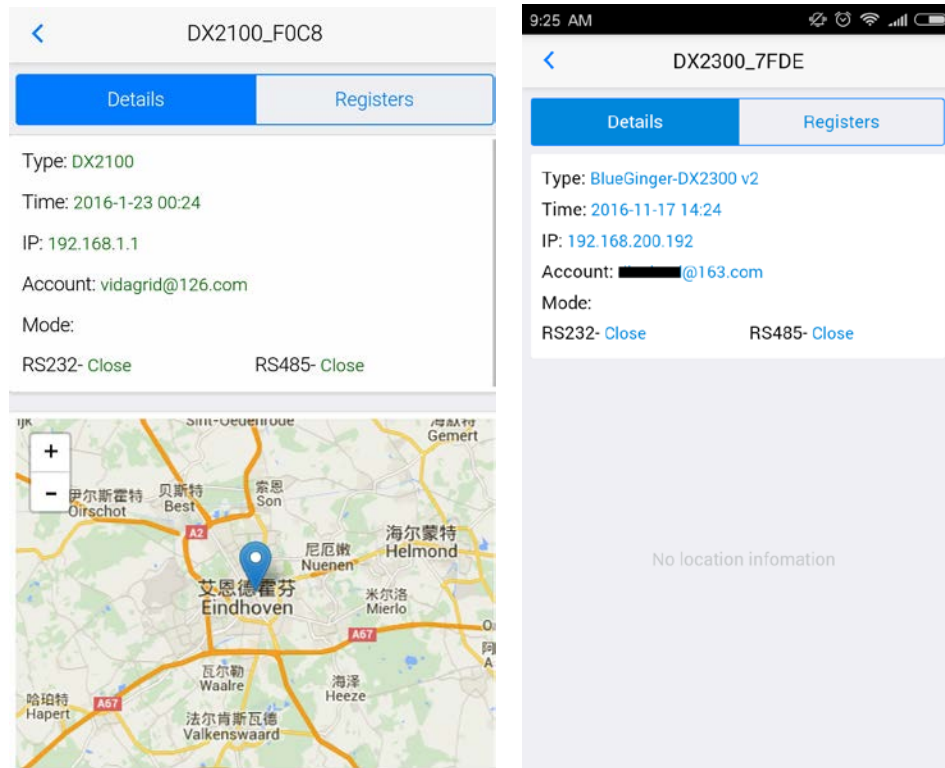 DX2100_F0C8
Details
Registers
Type: DX2100
Time: 2016-1-23 00:24
IP: 192.168.1.1
Account: vidagrid@126.com
Mode:
RS232- Close
RS485- Close
+
-
Sint-Oedenrode
Gemert
伊尔斯霍特
Oirschot
贝斯特
Best
索恩
Son
A2
海尔蒙特
Helmond
尼厄嫩
Nuenen
艾恩德霍芬
Eindhoven
米尔洛
Mierlo
A67
瓦尔勒
Waalre
海泽
Heeze
哈珀特
Hapert
A67
法尔肯斯瓦德
Valkenswaard
9:25 AM
DX2300_7FDE
Details
Registers
Type: BlueGinger-DX2300 v2
Time: 2016-11-17 14:24
IP: 192.168.200.192
Account: @163.com
Mode:
RS232- Close
RS485- Close
No location infomation